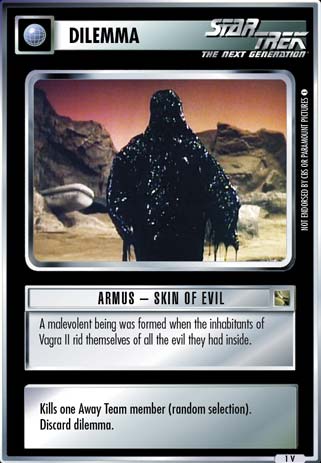 DILEMMA
STAR TREK
THE NEXT GENERATION
NOT ENDORSED BY CBS OR PARAMOUNT PICTURES
ARMUS – SKIN OF EVIL
A malevolent being was formed when the inhabitants of
Vagra II rid themselves of all the evil they had inside.
Kills one Away Team member (random selection).
Discard dilemma.
1 V